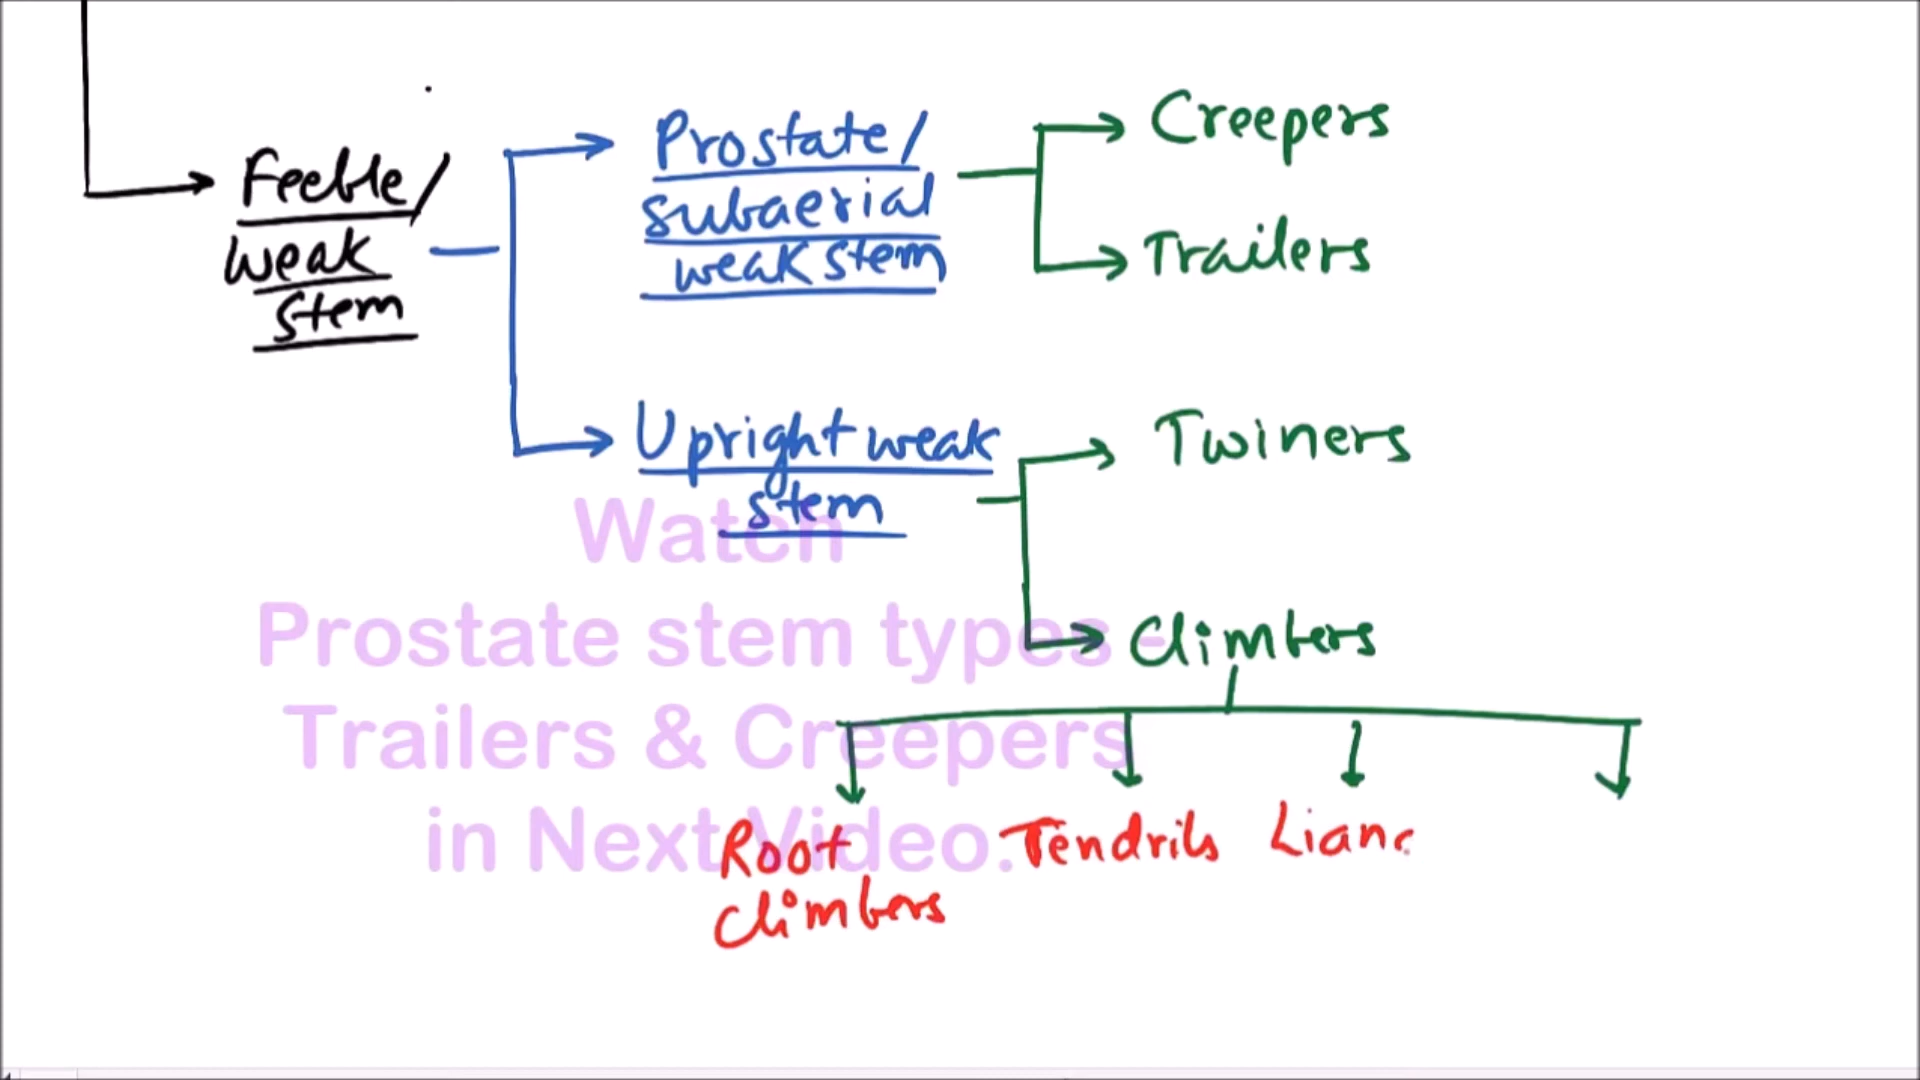 Feeble/
weak
stem
Prostate/
subaerial
weak stem
Creepers
Trailers
Upright weak
stem
Twiners
Climbers
Root
Climbers
Tendrils
Liana
Watch
Prostate stem types -
Trailers & Creepers
in Next Video.